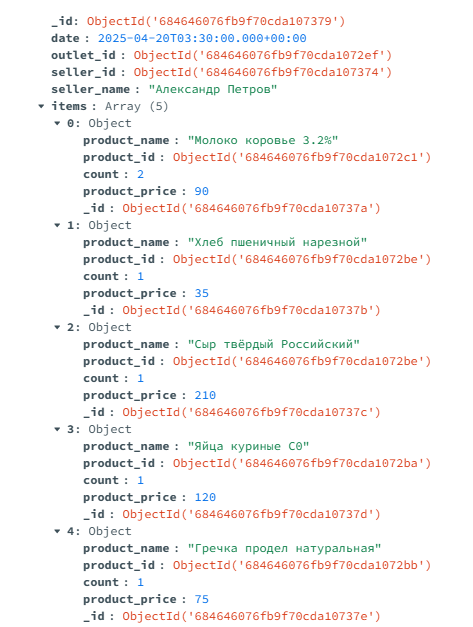 _id: ObjectId('684646076fb9f70cda107379')
date : 2025-04-20T03:30:00.000+00:00
outlet_id : ObjectId('684646076fb9f70cda1072ef')
seller_id : ObjectId('684646076fb9f70cda107374')
seller_name : "Александр Петров"
items : Array (5)
0: Object
product_name : "Молоко коровье 3.2%"
product_id : ObjectId('684646076fb9f70cda1072c1')
count : 2
product_price : 90
_id : ObjectId('684646076fb9f70cda10737a')
1: Object
product_name : "Хлеб пшеничный нарезной"
product_id : ObjectId('684646076fb9f70cda1072be')
count : 1
product_price : 35
_id : ObjectId('684646076fb9f70cda10737b')
2: Object
product_name : "Сыр твёрдый Российский"
product_id : ObjectId('684646076fb9f70cda1072be')
count : 1
product_price : 210
_id : ObjectId('684646076fb9f70cda10737c')
3: Object
product_name : "Яйца куриные С0"
product_id : ObjectId('684646076fb9f70cda1072ba')
count : 1
product_price : 120
_id : ObjectId('684646076fb9f70cda10737d')
4: Object
product_name : "Гречка продел натуральная"
product_id : ObjectId('684646076fb9f70cda1072bb')
count : 1
product_price : 75
_id : ObjectId('684646076fb9f70cda10737e')